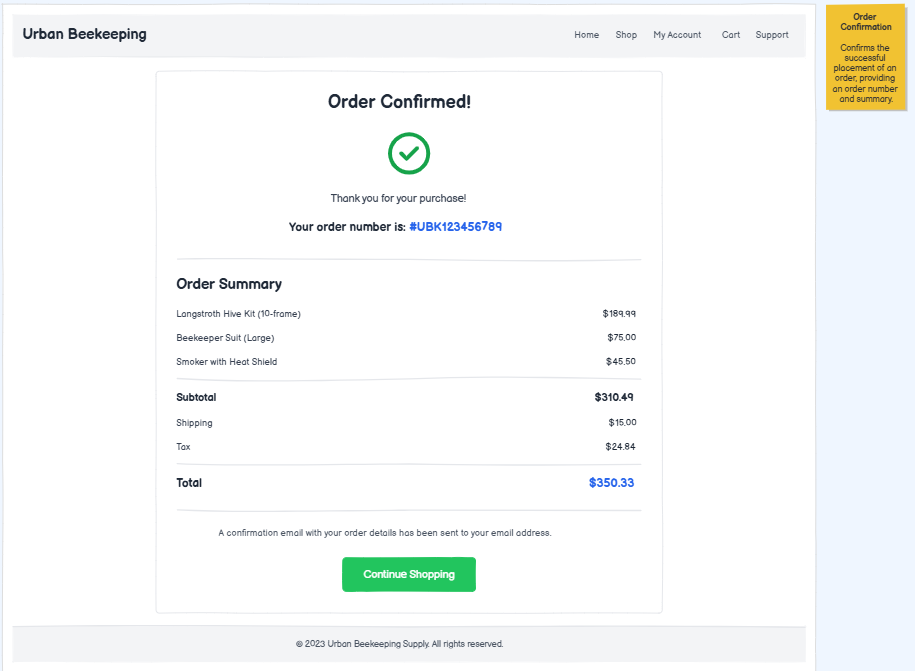 Urban Beekeeping
Home Shop My Account Cart Support
Order Confirmed!
Thank you for your purchase!
Your order number is: #UBK123456789
Order Summary
Langstroth Hive Kit (10-frame) $189.99
Beekeeper Suit (Large) $75.00
Smoker with Heat Shield $45.50
Subtotal $310.49
Shipping $15.00
Tax $24.84
Total $350.33
A confirmation email with your order details has been sent to your email address.
Continue Shopping
© 2023 Urban Beekeeping Supply. All rights reserved.
Order
Confirmation
Confirms the
successful
placement of an
order, providing
an order number
and summary.